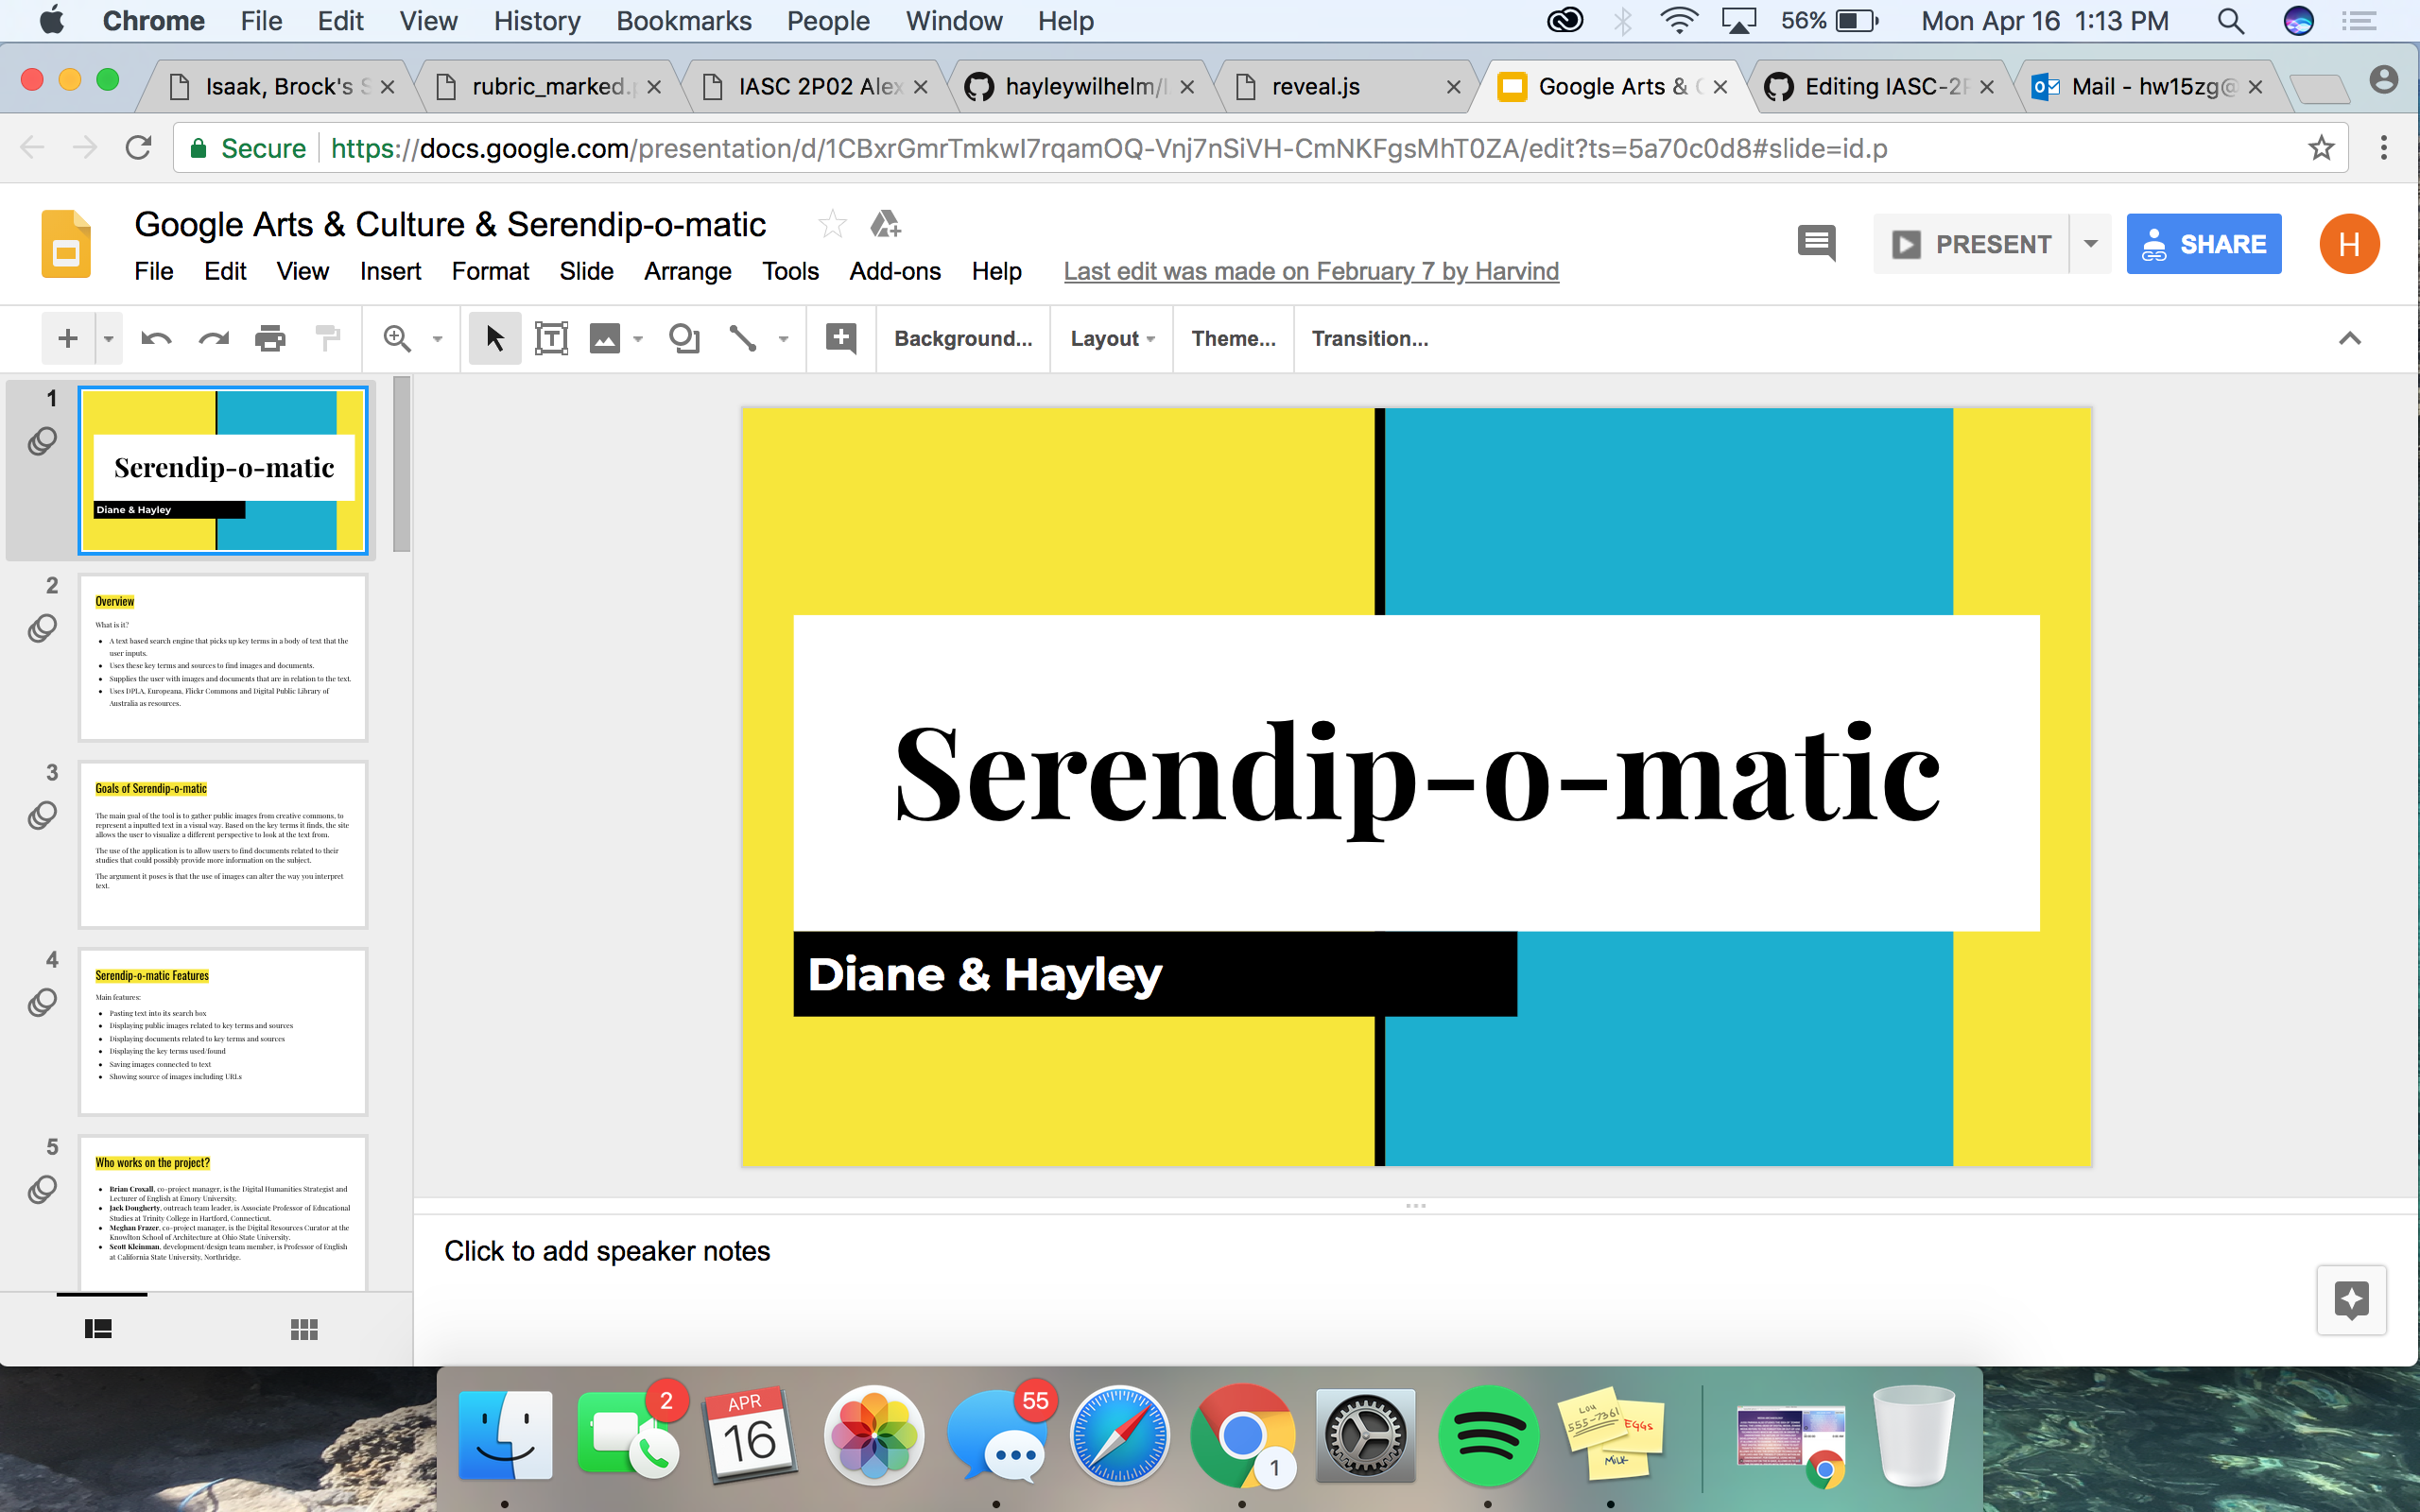 Chrome File Edit View History Bookmarks People Window Help 56% Mon Apr 16 1:13 PM
Isaak, Brock's S rubric_marked. IASC 2P02 Alex hayleywilhelm/I reveal.js Google Arts & C Editing IASC-2P Mail - hw15zg@
Secure https://docs.google.com/presentation/d/1CBxrGmrTmkwI7rqamOQ-Vnj7nSiVH-CmNKFgsMhT0ZA/edit?ts=5a70c0d8#slide=id.p
Google Arts & Culture & Serendip-o-matic
PRESENT SHARE H
File Edit View Insert Format Slide Arrange Tools Add-ons Help Last edit was made on February 7 by Harvind
Background... Layout Theme... Transition...
1
Serendip-o-matic
Diane & Hayley
2
Overview
What is it?
A text based search engine that picks up key terms in a body of text that the
user inputs.
Uses these key terms and sources to find images and documents.
Supplies the user with images and documents that are in relation to the text.
Uses DPLA, Europeana, Flickr Commons and Digital Public Library of
Australia as resources.
3
Goals of Serendip-o-matic
The main goal of the tool is to gather public images from creative commons, to
represent a inputted text in a visual way. Based on the key terms it finds, the site
allows the user to visualize a different perspective to look at the text from.
The use of the application is to allow users to find documents related to their
studies that could possibly provide more information on the subject.
The argument it poses is that the use of images can alter the way you interpret
text.
4
Serendip-o-matic Features
Main features:
Pasting text into its search box
Displaying public images related to key terms and sources
Displaying documents related to key terms and sources
Displaying the key terms used/found
Saving images connected to text
Showing source of images including URLs
5
Who works on the project?
Brian Croxall, co-project manager, is the Digital Humanities Strategist and
Lecturer of English at Emory University.
Jack Dougherty, outreach team leader, is Associate Professor of Educational
Studies at Trinity College in Hartford, Connecticut.
Meghan Frazer, co-project manager, is the Digital Resources Curator at the
Knowlton School of Architecture at Ohio State University.
Scott Kleinman, development/design team member, is Professor of English
at California State University, Northridge.
Serendip-o-matic
Diane & Hayley
Click to add speaker notes
2
APR
16
55
1
Lou
555-7361
EGGS
MILK